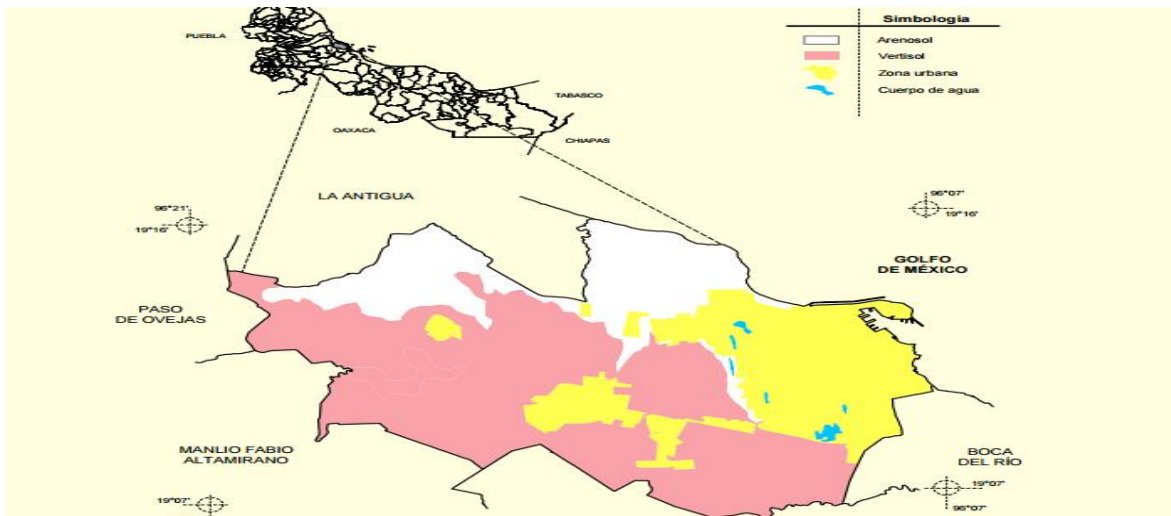 PUEBLA
TABASCO
OAXACA
CHIAPAS
Simbología
Arenosol
Vertisol
Zona urbana
Cuerpo de agua
LA ANTIGUA
96°21'
19°16'
96°07'
19°16'
GOLFO
DE MÉXICO
PASO
DE OVEJAS
MANLIO FABIO
ALTAMIRANO
BOCA
DEL RÍO
19°07'
19°07'
96°07'